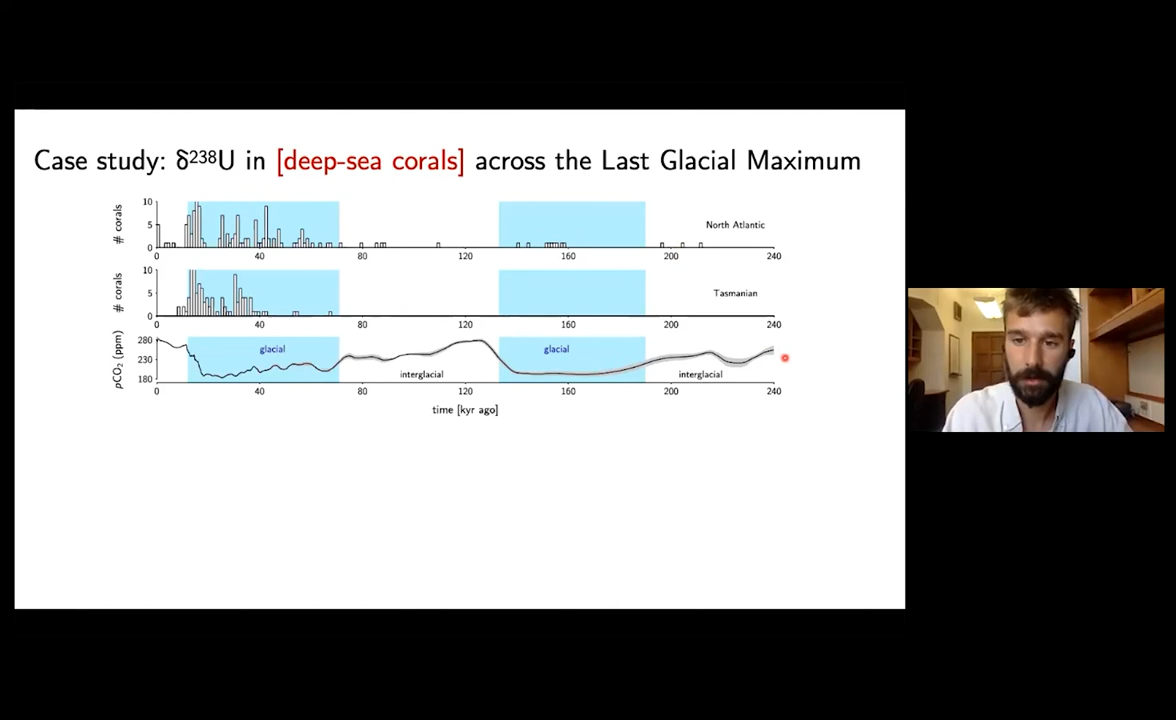 Case study: δ²³⁸U in [deep-sea corals] across the Last Glacial Maximum
# corals
10
5
0
North Atlantic
0 40 80 120 160 200 240
# corals
10
5
0
Tasmanian
0 40 80 120 160 200 240
pCO₂ (ppm)
280
230
180
glacial
glacial
interglacial
interglacial
0 40 80 120 160 200 240
time [kyr ago]